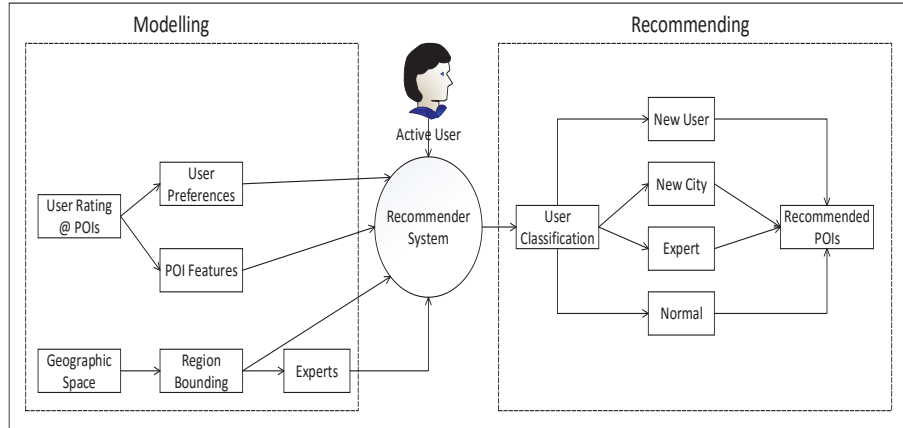 Modelling
Recommending
Active User
User
Preferences
User Rating
@ POIs
POI Features
Geographic
Space
Region
Bounding
Experts
Recommender
System
User
Classification
New User
New City
Expert
Normal
Recommended
POIs